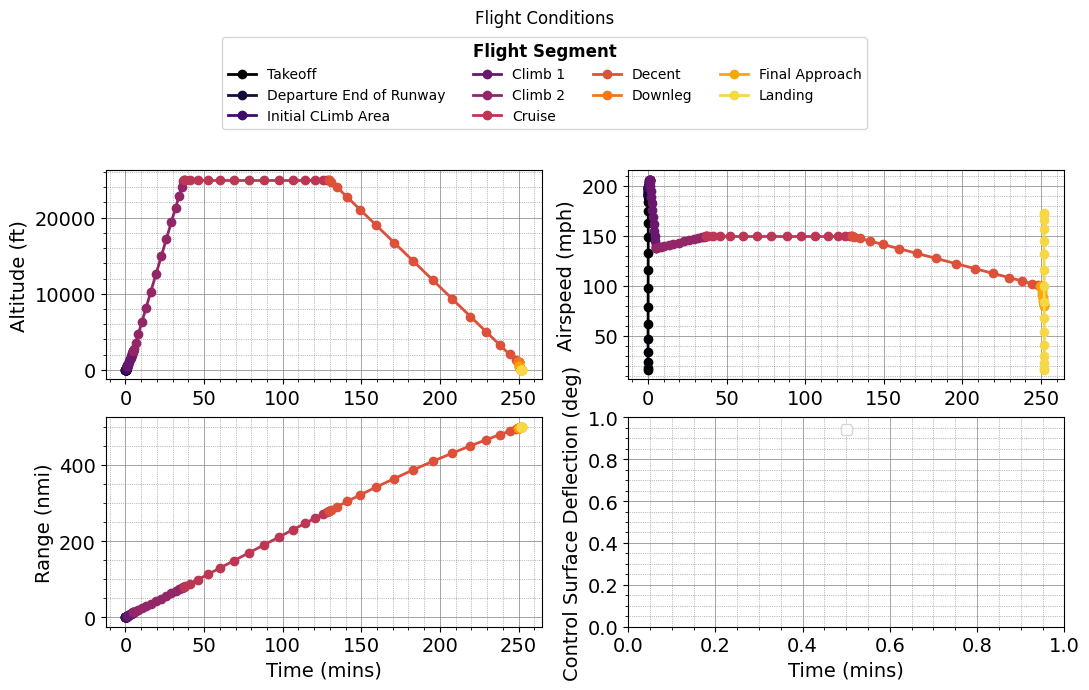 Flight Conditions
Flight Segment
Takeoff
Departure End of Runway
Initial CLimb Area
Climb 1
Climb 2
Cruise
Decent
Downleg
Final Approach
Landing
Altitude (ft)
20000
10000
0
0 50 100 150 200 250
Airspeed (mph)
200
150
100
50
0 50 100 150 200 250
Range (nmi)
400
200
0
0 50 100 150 200 250
Time (mins)
Control Surface Deflection (deg)
1.0
0.8
0.6
0.4
0.2
0.0
0.0 0.2 0.4 0.6 0.8 1.0
Time (mins)